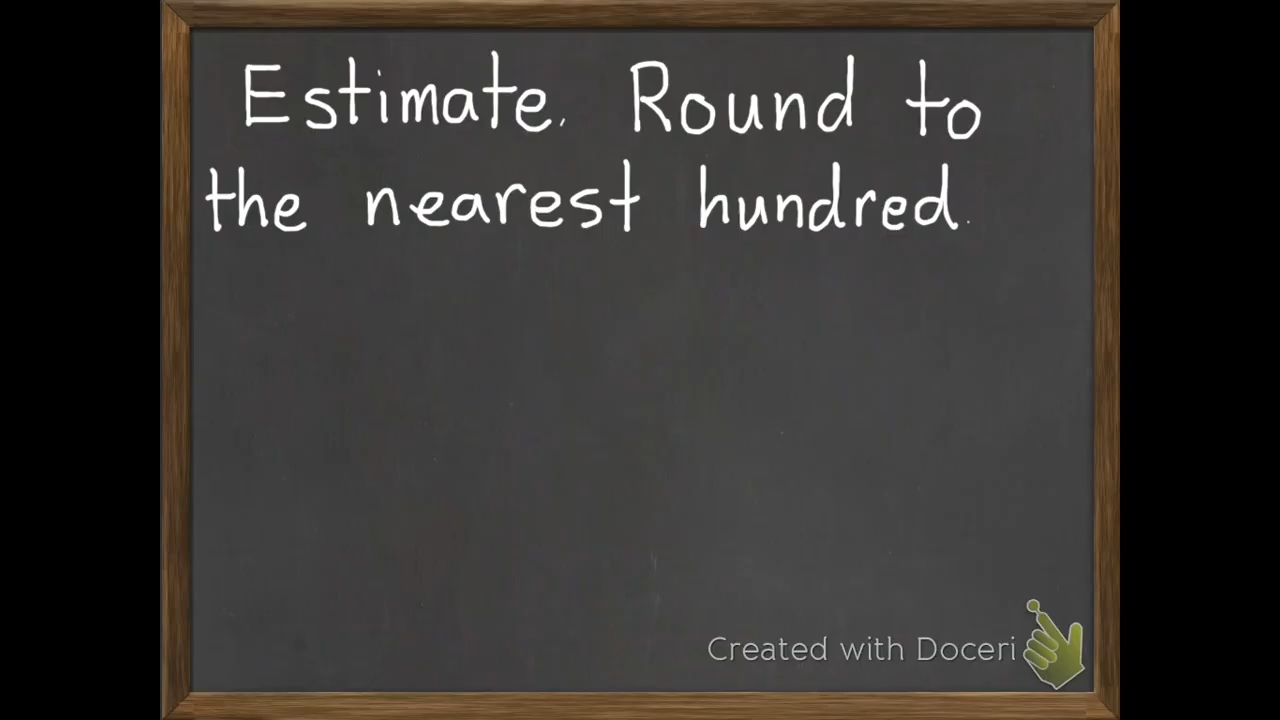 Estimate. Round to
the nearest hundred.
Created with Doceri